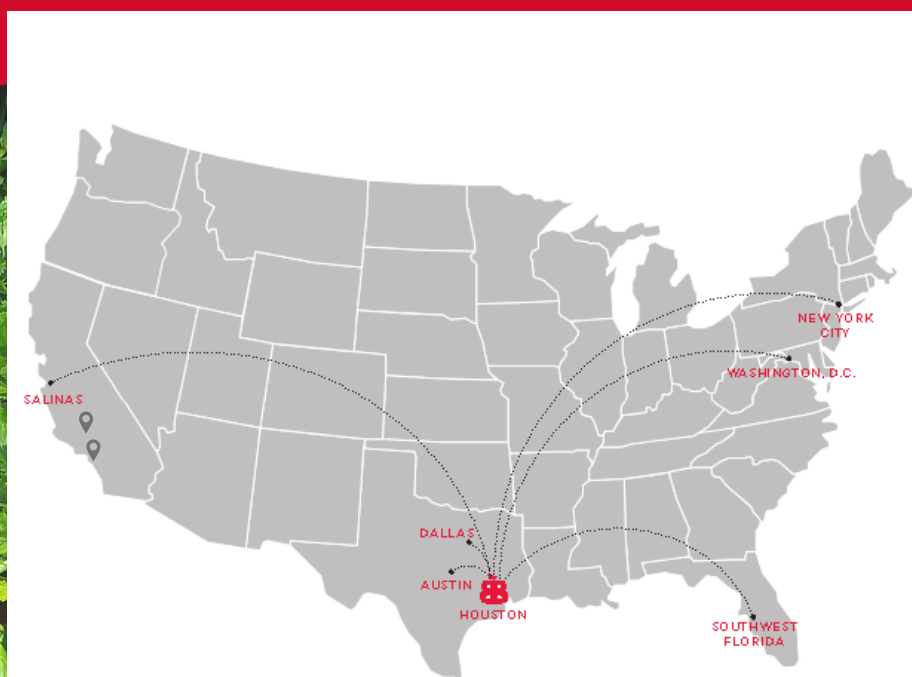 NEW YORK
CITY
WASHINGTON, D.C.
SALINAS
DALLAS
AUSTIN
HOUSTON
SOUTHWEST
FLORIDA